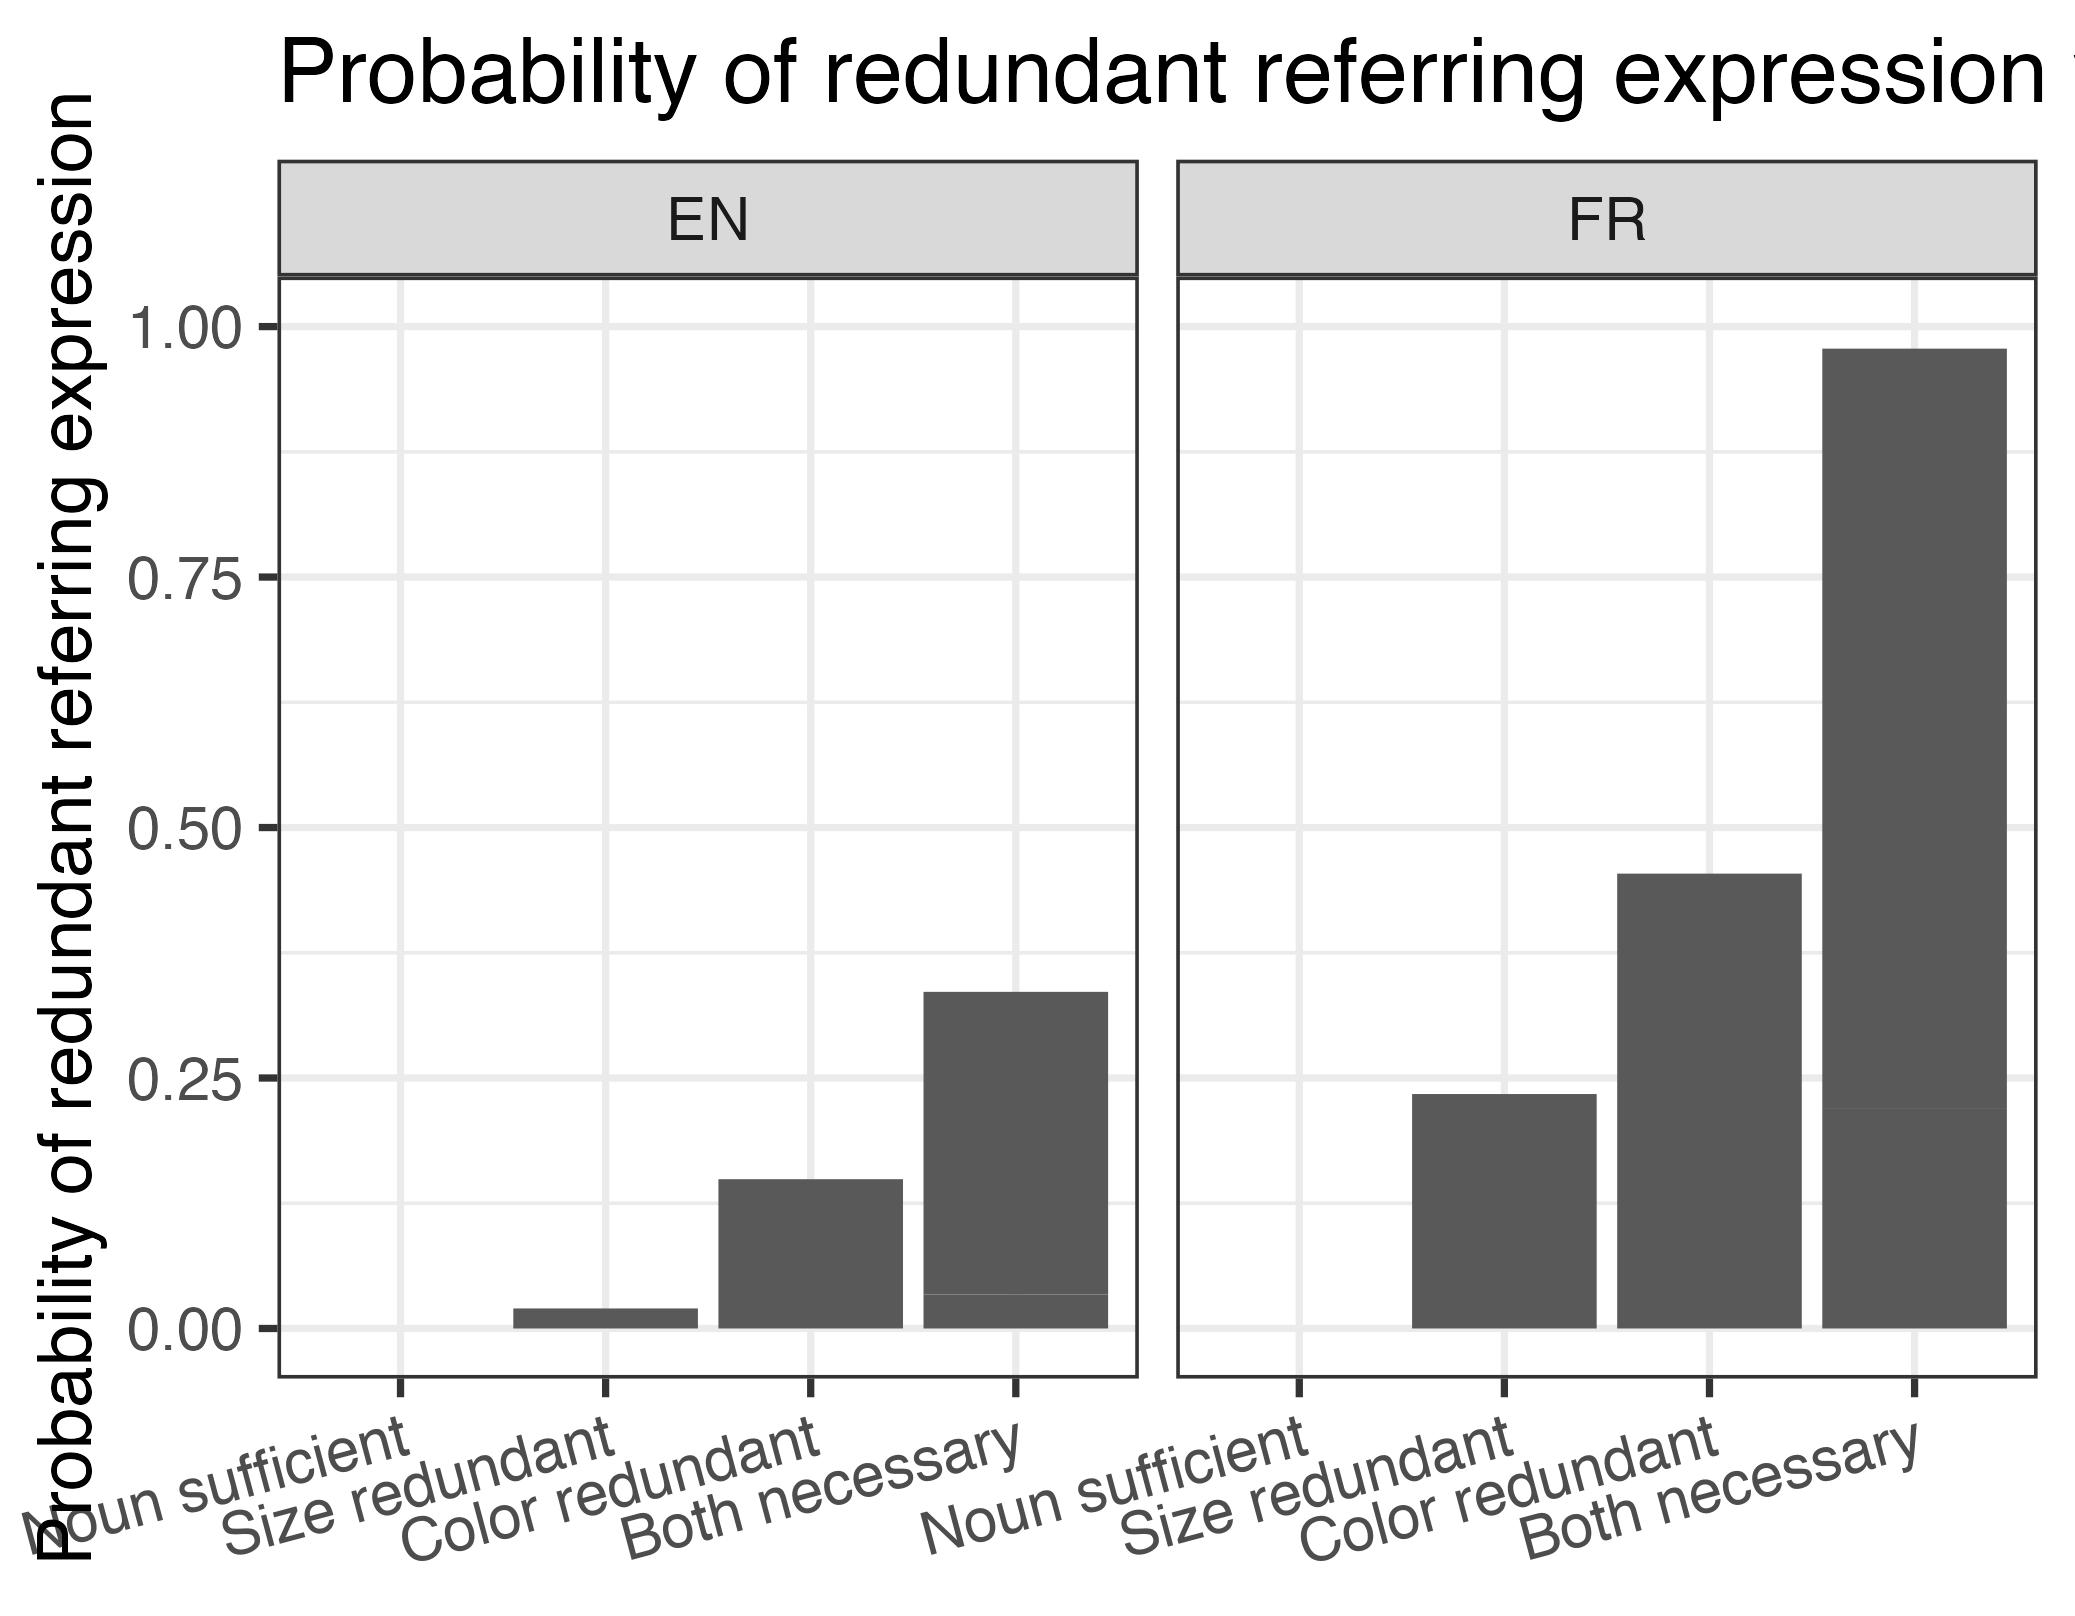 Probability of redundant referring expression
EN
FR
Probability of redundant referring expression
1.00
0.75
0.50
0.25
0.00
Noun sufficient
Size redundant
Color redundant
Both necessary
Noun sufficient
Size redundant
Color redundant
Both necessary